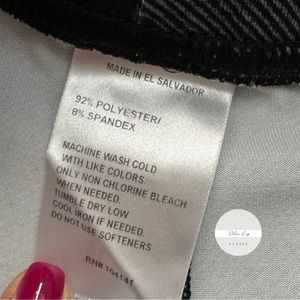 MADE IN EL SALVADOR
92% POLYESTER/
8% SPANDEX
MACHINE WASH COLD
WITH LIKE COLORS.
ONLY NON CHLORINE BLEACH
WHEN NEEDED.
TUMBLE DRY LOW
COOL IRON IF NEEDED.
DO NOT USE SOFTENERS
RN# 104141
CLOSET